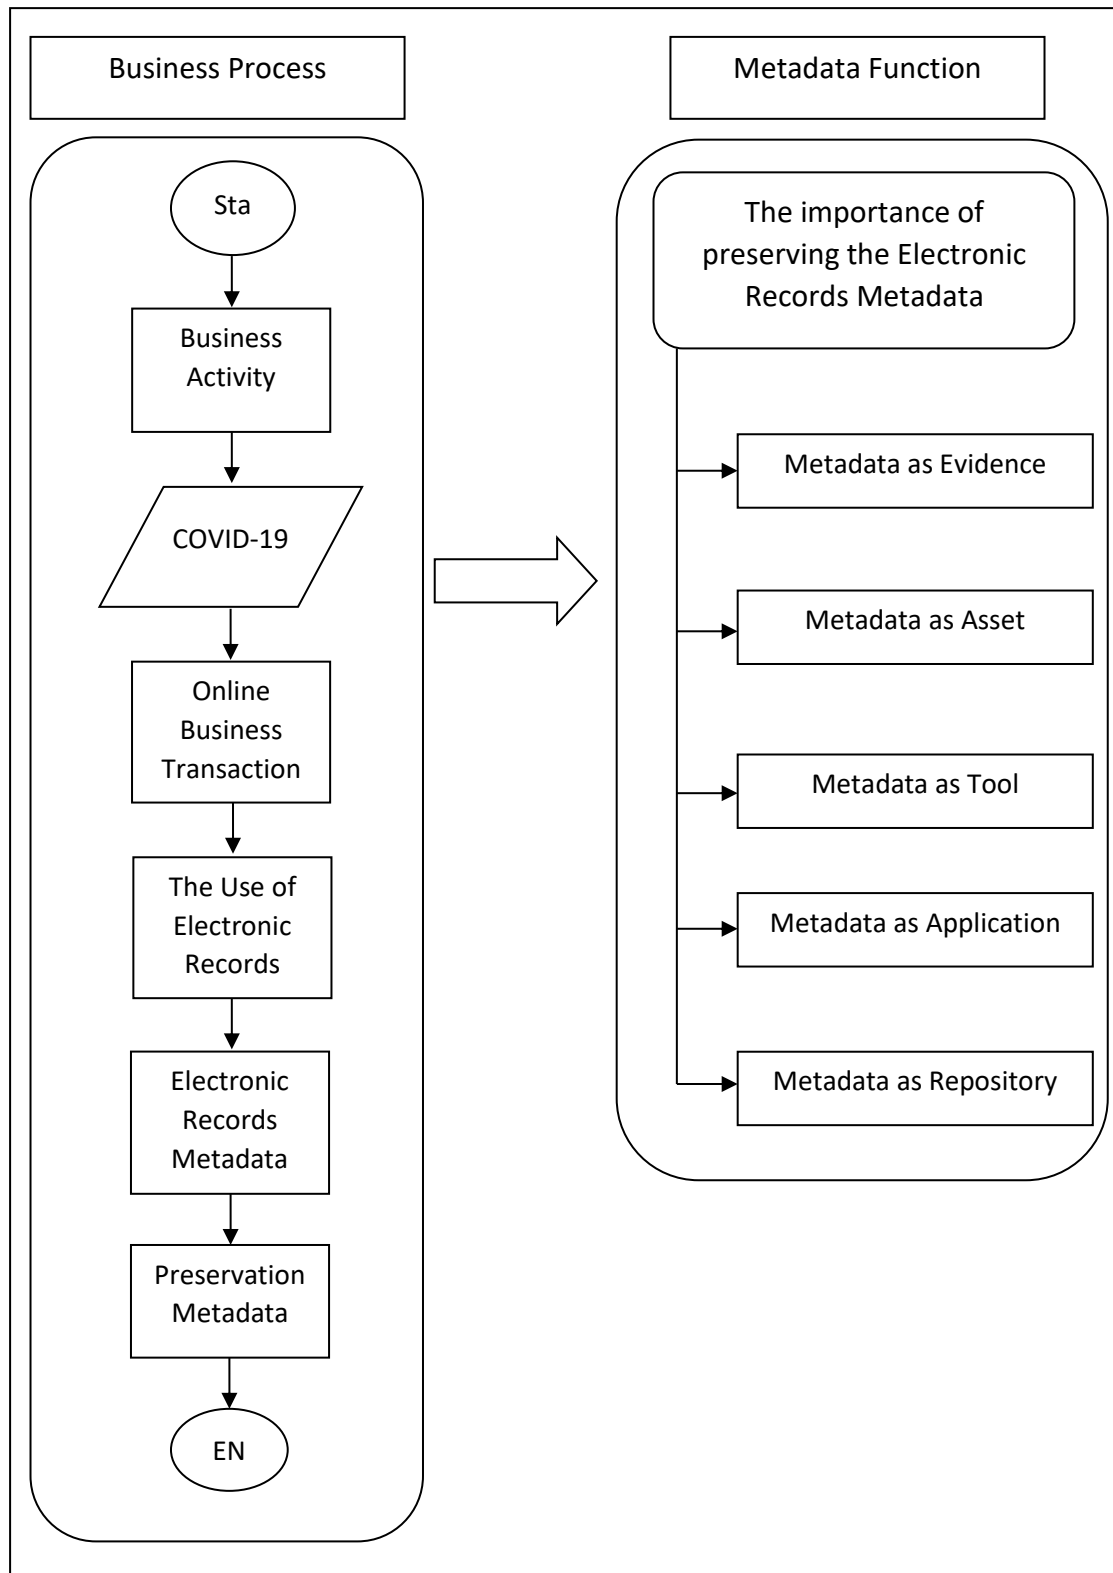 Business Process
Sta
Business
Activity
COVID-19
Online
Business
Transaction
The Use of
Electronic
Records
Electronic
Records
Metadata
Preservation
Metadata
EN
Metadata Function
The importance of
preserving the Electronic
Records Metadata
Metadata as Evidence
Metadata as Asset
Metadata as Tool
Metadata as Application
Metadata as Repository